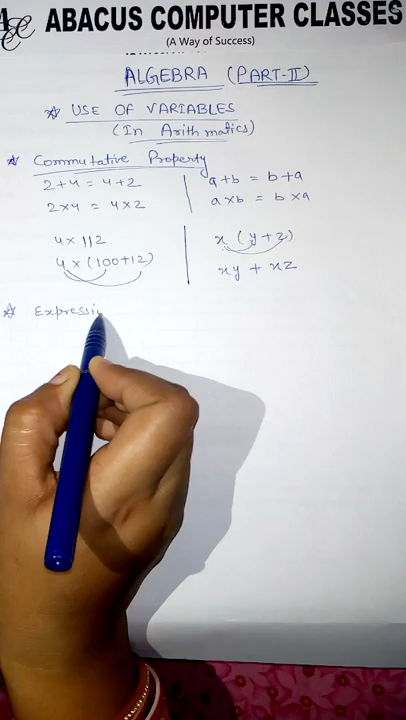 ABACUS COMPUTER CLASSES
(A Way of Success)
ALGEBRA (PART-II)
☆ USE OF VARIABLES
(In Arithmatics)
☆ Commutative Property
2+4 = 4+2 | a+b = b+a
2×4 = 4×2 | a×b = b×a
4×112 | x(y+z)
4×(100+12) | xy + xz
☆ Expressi